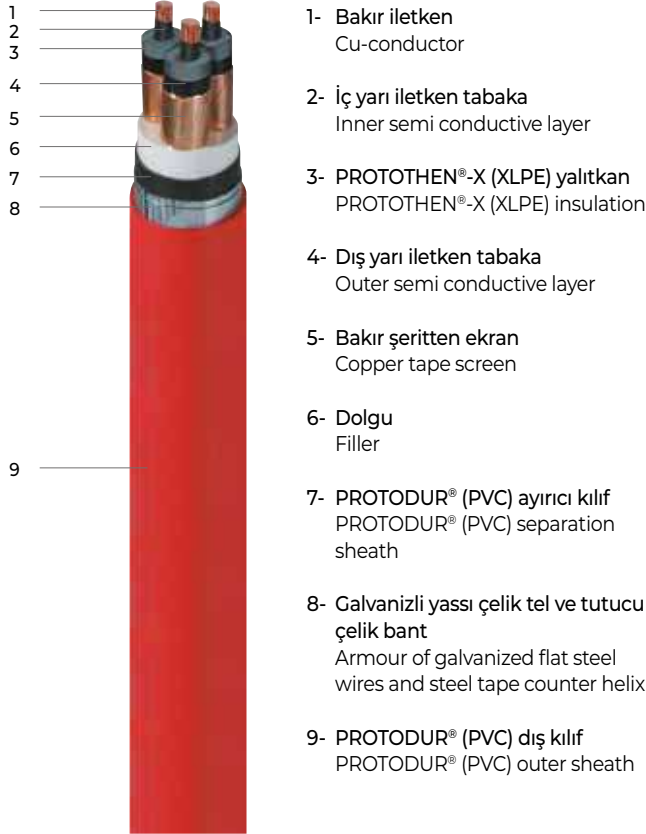 1
2
3
4
5
6
7
8
9
1- Bakır iletken
Cu-conductor
2- İç yarı iletken tabaka
Inner semi conductive layer
3- PROTOTHEN®-X (XLPE) yalıtkan
PROTOTHEN®-X (XLPE) insulation
4- Dış yarı iletken tabaka
Outer semi conductive layer
5- Bakır şeritten ekran
Copper tape screen
6- Dolgu
Filler
7- PROTODUR® (PVC) ayırıcı kılıf
PROTODUR® (PVC) separation
sheath
8- Galvanizli yassı çelik tel ve tutucu
çelik bant
Armour of galvanized flat steel
wires and steel tape counter helix
9- PROTODUR® (PVC) dış kılıf
PROTODUR® (PVC) outer sheath